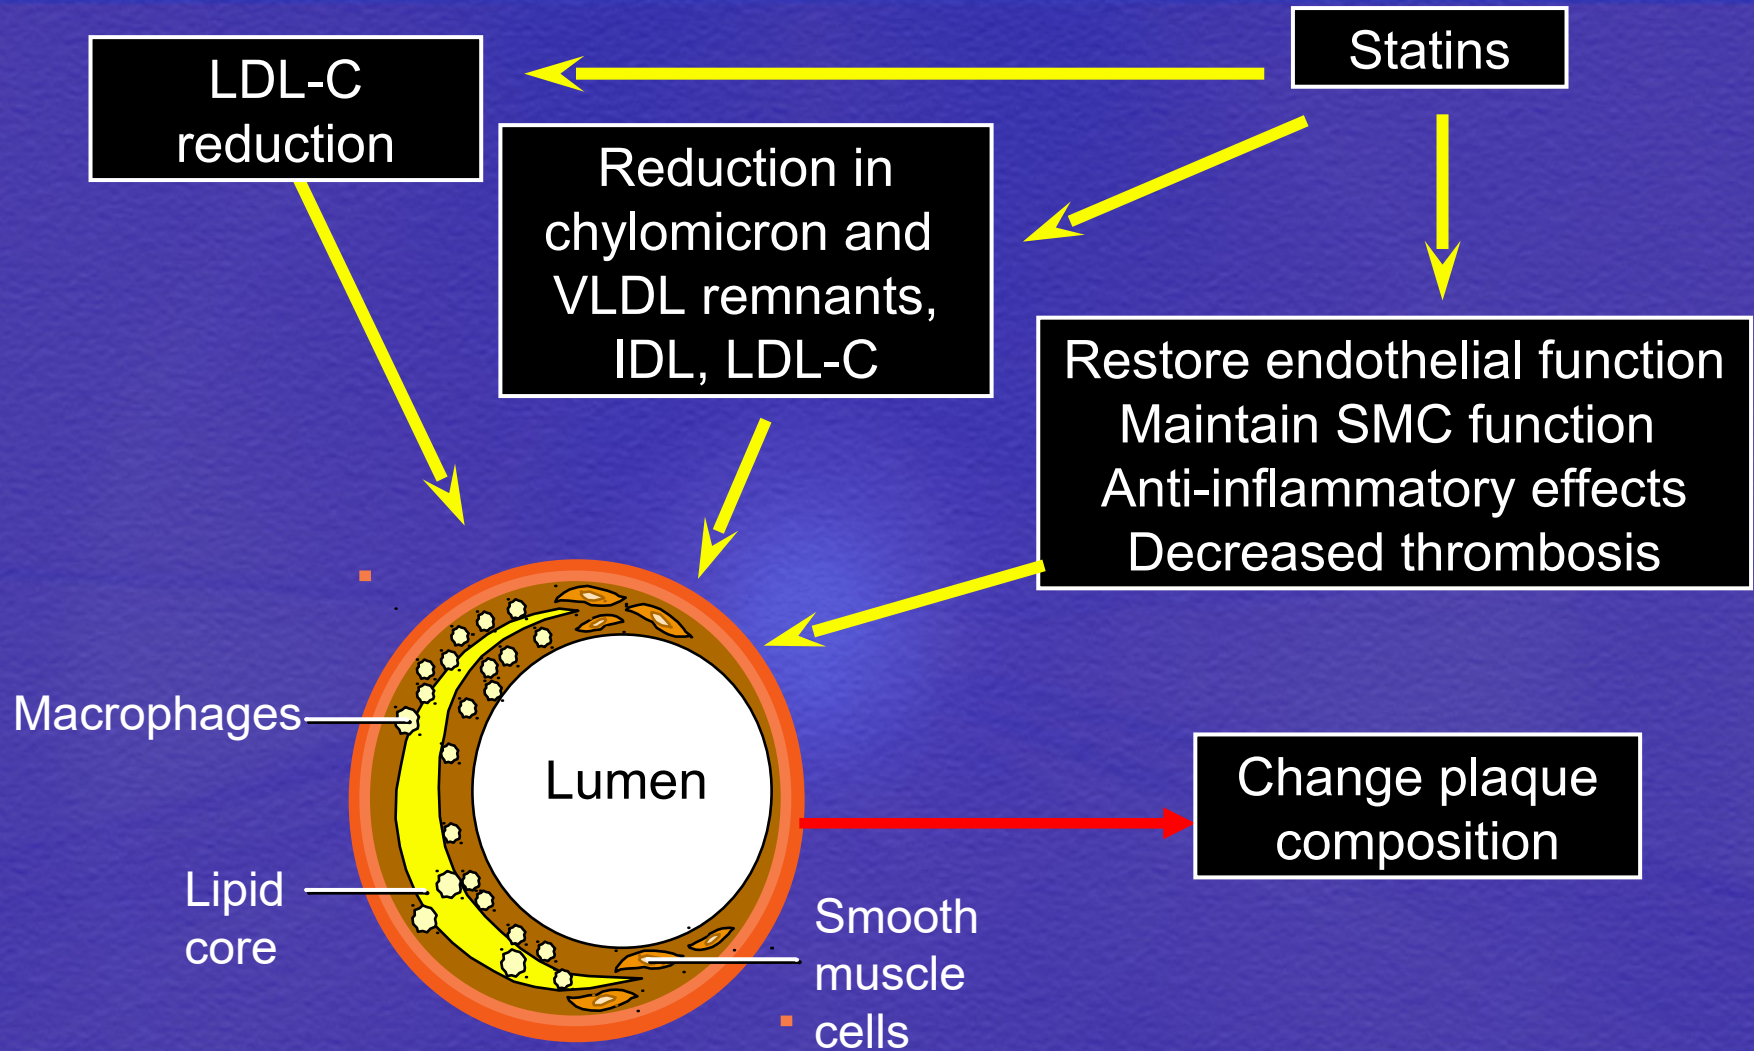 Statins
LDL-C
reduction
Reduction in
chylomicron and
VLDL remnants,
IDL, LDL-C
Restore endothelial function
Maintain SMC function
Anti-inflammatory effects
Decreased thrombosis
Macrophages
Lumen
Change plaque
composition
Lipid
core
Smooth
muscle
cells